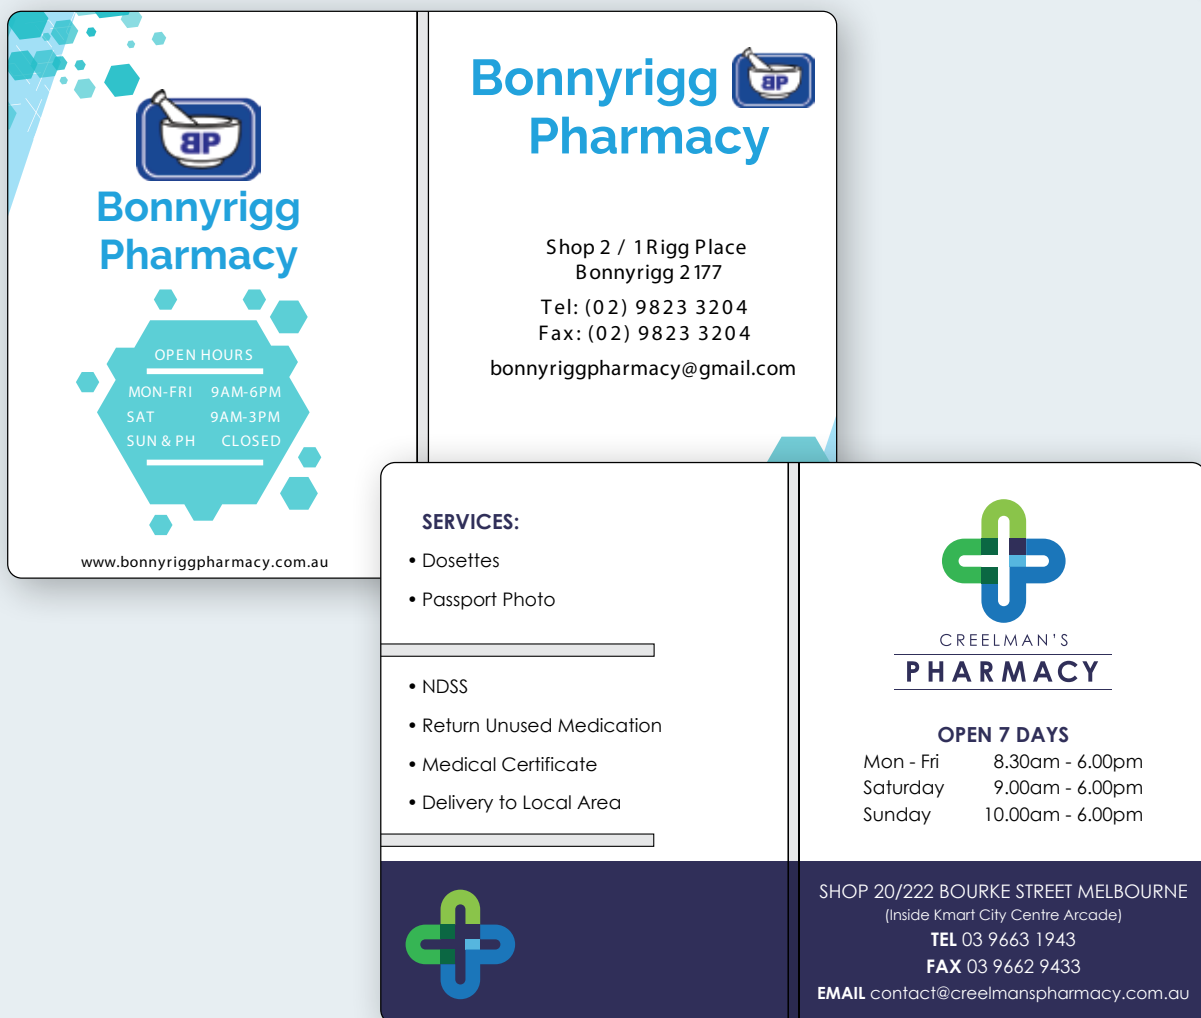 BP
Bonnyrigg
Pharmacy
OPEN HOURS
MON-FRI 9AM-6PM
SAT 9AM-3PM
SUN & PH CLOSED
www.bonnyriggpharmacy.com.au
Bonnyrigg
BP
Pharmacy
Shop 2 / 1 Rigg Place
Bonnyrigg 2177
Tel: (02) 9823 3204
Fax: (02) 9823 3204
bonnyriggpharmacy@gmail.com
SERVICES:
• Dosettes
• Passport Photo
• NDSS
• Return Unused Medication
• Medical Certificate
• Delivery to Local Area
CREELMAN'S
PHARMACY
OPEN 7 DAYS
Mon - Fri 8.30am - 6.00pm
Saturday 9.00am - 6.00pm
Sunday 10.00am - 6.00pm
SHOP 20/222 BOURKE STREET MELBOURNE
(Inside Kmart City Centre Arcade)
TEL 03 9663 1943
FAX 03 9662 9433
EMAIL contact@creelmanspharmacy.com.au